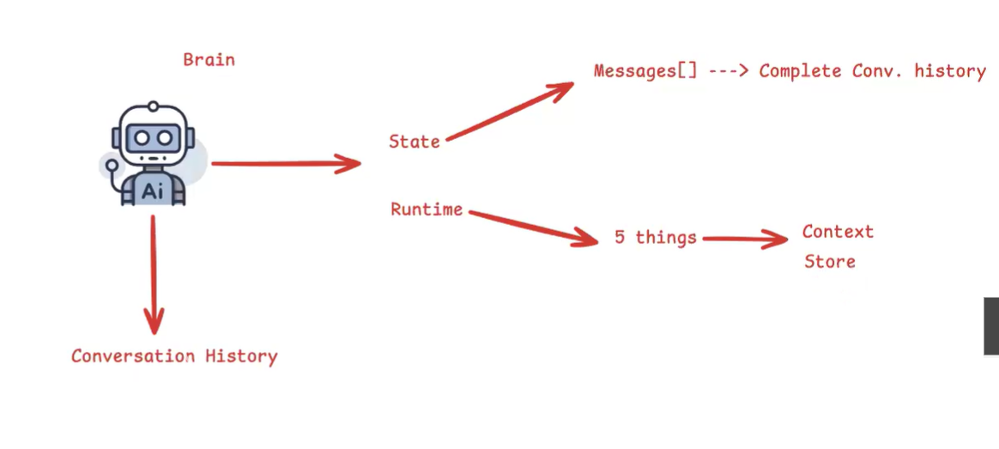 Brain
Messages[] ---> Complete Conv. history
State
Ai
Runtime
5 things
Context
Store
Conversation History